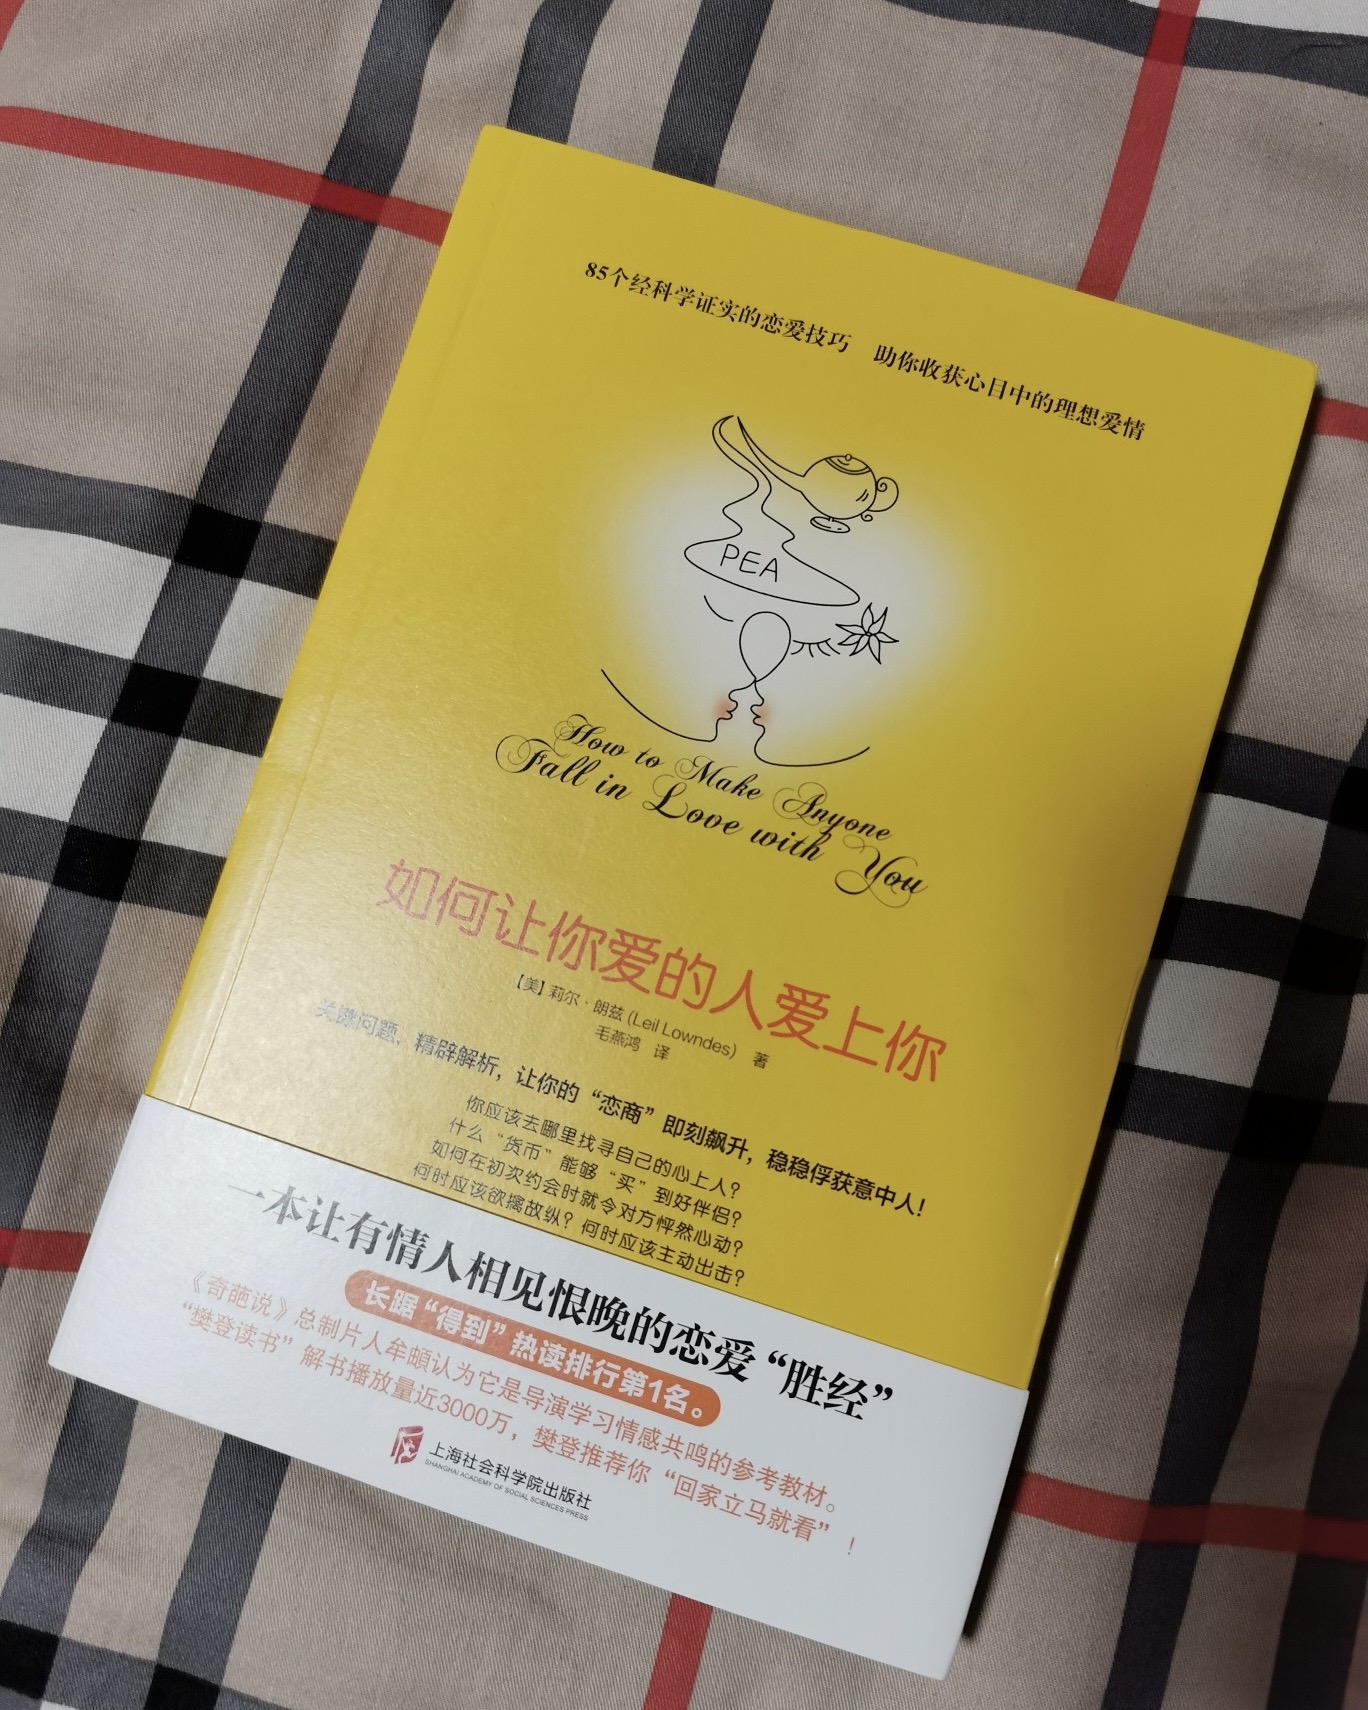 85个经科学证实的恋爱技巧 助你收获心目中的理想爱情
PEA
How to Make Anyone
Fall in Love with You
如何让你爱的人爱上你
【美】莉尔·朗兹(Leil Lowndes) 著
毛燕鸿 译
关键问题,精辟解析,让你的“恋商”即刻飙升,稳稳俘获意中人!
你应该去哪里找寻自己的心上人?
什么“货币”能够“买”到好伴侣?
如何在初次约会时就令对方怦然心动?
何时应该欲擒故纵?何时应该主动出击?
一本让有情人相见恨晚的恋爱“胜经”
长踞“得到”热读排行第1名。
《奇葩说》总制片人牟頔认为它是导演学习情感共鸣的参考教材。
“樊登读书”解书播放量近3000万,樊登推荐你“回家立马就看”!
上海社会科学院出版社
SHANGHAI ACADEMY OF SOCIAL SCIENCES PRESS